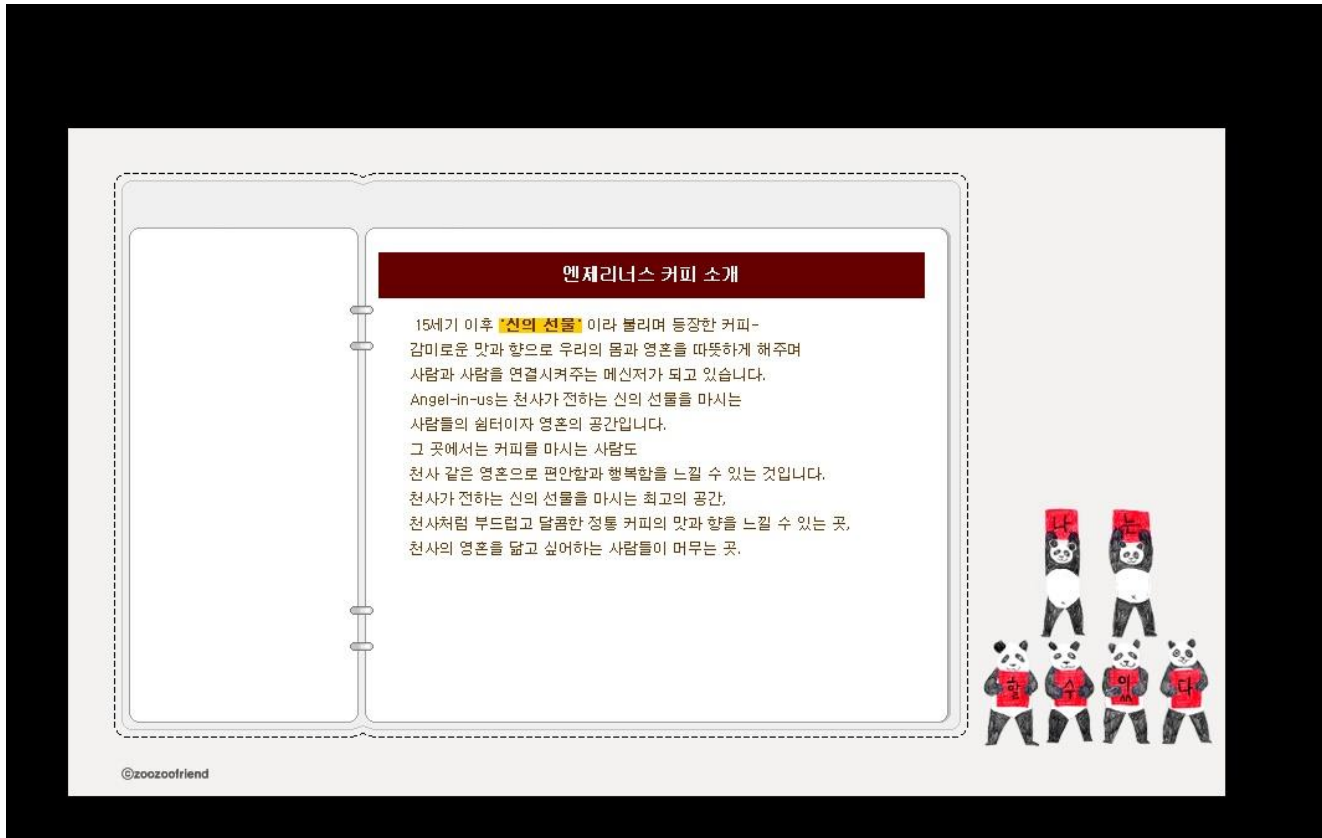 엔제리너스 커피 소개
15세기 이후 '신의 선물' 이라 불리며 등장한 커피-
감미로운 맛과 향으로 우리의 몸과 영혼을 따뜻하게 해주며
사람과 사람을 연결시켜주는 메신저가 되고 있습니다.
Angel-in-us는 천사가 전하는 신의 선물을 마시는
사람들의 쉼터이자 영혼의 공간입니다.
그 곳에서는 커피를 마시는 사람도
천사 같은 영혼으로 편안함과 행복함을 느낄 수 있는 것입니다.
천사가 전하는 신의 선물을 마시는 최고의 공간,
천사처럼 부드럽고 달콤한 정통 커피의 맛과 향을 느낄 수 있는 곳,
천사의 영혼을 닮고 싶어하는 사람들이 머무는 곳.
나는
할수있다
©zoozoofriend